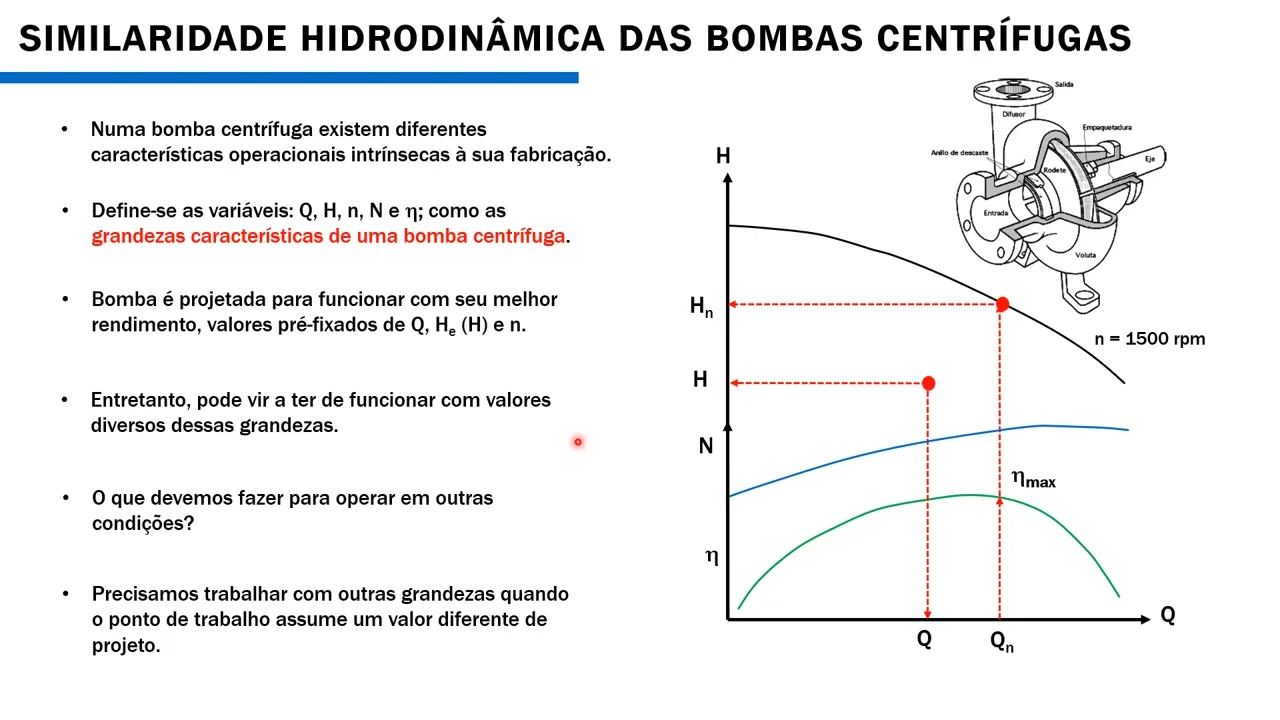 SIMILARIDADE HIDRODINÂMICA DAS BOMBAS CENTRÍFUGAS
• Numa bomba centrífuga existem diferentes
características operacionais intrínsecas à sua fabricação.
• Define-se as variáveis: Q, H, n, N e η; como as
grandezas características de uma bomba centrífuga.
• Bomba é projetada para funcionar com seu melhor
rendimento, valores pré-fixados de Q, He (H) e n.
• Entretanto, pode vir a ter de funcionar com valores
diversos dessas grandezas.
• O que devemos fazer para operar em outras
condições?
• Precisamos trabalhar com outras grandezas quando
o ponto de trabalho assume um valor diferente de
projeto.
Salida
Difusor
Empaquetadura
Anillo de descaste
Eje
Rodete
Entrada
Voluta
H
Hn
n = 1500 rpm
H
N
ηmax
η
Q
Q
Qn